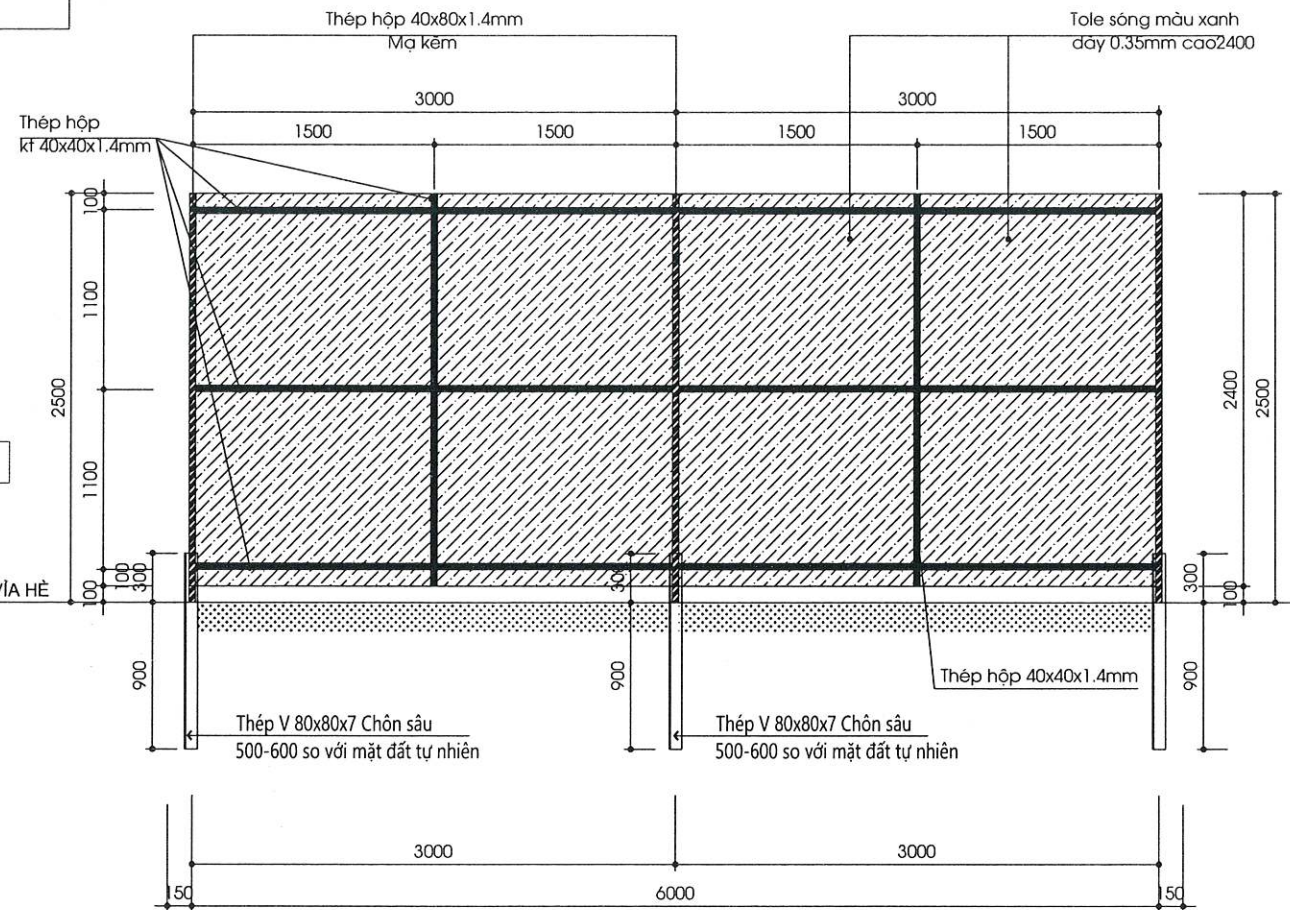 Thép hộp 40x80x1.4mm
Mạ kẽm
Tole sóng màu xanh
dày 0.35mm cao2400
3000
3000
Thép hộp
kt 40x40x1.4mm
1500
1500
1500
1500
100
1100
2500
1100
100
300
100
2400
2500
300
300
100
VỈA HÈ
900
900
900
Thép hộp 40x40x1.4mm
Thép V 80x80x7 Chôn sâu
500-600 so với mặt đất tự nhiên
Thép V 80x80x7 Chôn sâu
500-600 so với mặt đất tự nhiên
3000
3000
150
6000
150